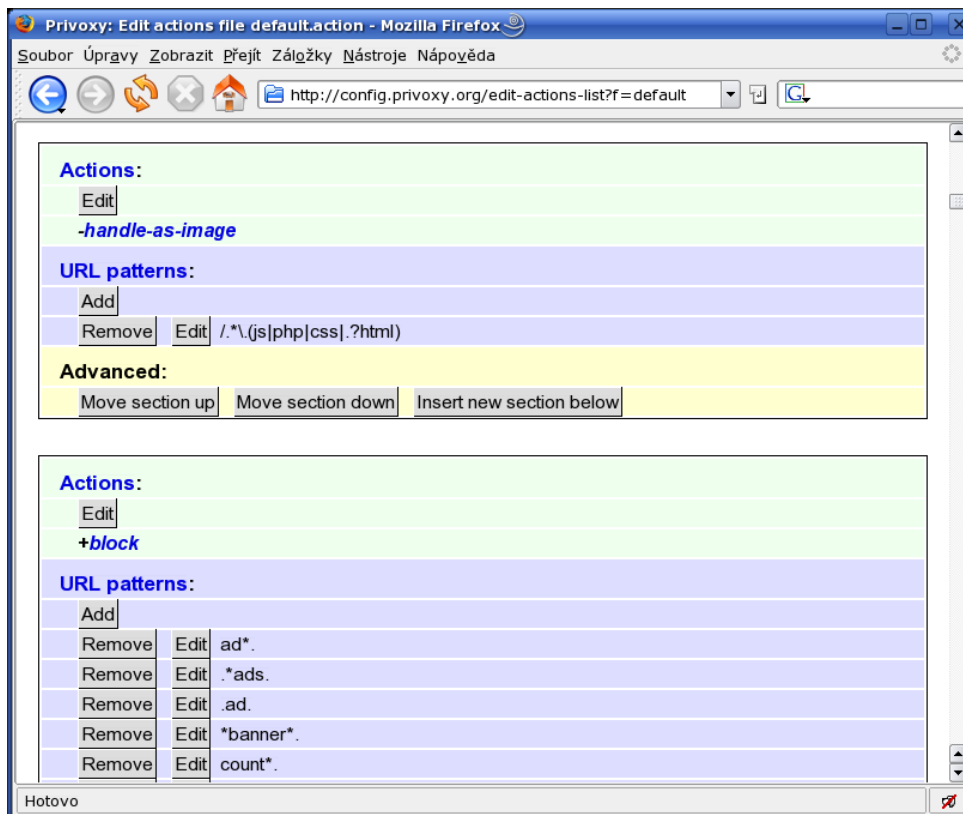 Privoxy: Edit actions file default.action - Mozilla Firefox
Soubor Úpravy Zobrazit Přejít Záložky Nástroje Nápověda
http://config.privoxy.org/edit-actions-list?f=default G
Actions:
Edit
-handle-as-image
URL patterns:
Add
Remove Edit /.*\.(js|php|css|.?html)
Advanced:
Move section up Move section down Insert new section below
Actions:
Edit
+block
URL patterns:
Add
Remove Edit ad*.
Remove Edit .*ads.
Remove Edit .ad.
Remove Edit *banner*.
Remove Edit count*.
Hotovo